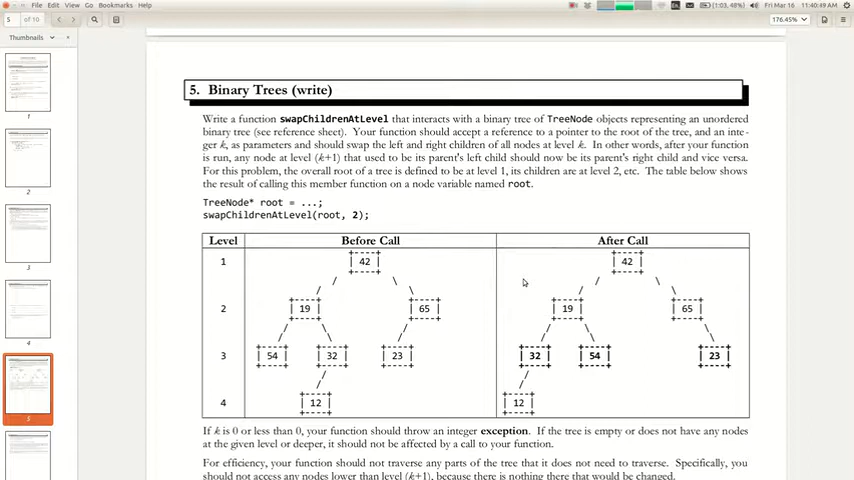 File Edit View Go Bookmarks Help
(1:03, 48%) Fri Mar 16 11:40:49 AM
5 of 10
176.45%
Thumbnails
1
2
3
4
5
5. Binary Trees (write)
Write a function swapChildrenAtLevel that interacts with a binary tree of TreeNode objects representing an unordered
binary tree (see reference sheet). Your function should accept a reference to a pointer to the root of the tree, and an inte-
ger k, as parameters and should swap the left and right children of all nodes at level k. In other words, after your function
is run, any node at level (k+1) that used to be its parent's left child should now be its parent's right child and vice versa.
For this problem, the overall root of a tree is defined to be at level 1, its children are at level 2, etc. The table below shows
the result of calling this member function on a node variable named root.
TreeNode* root = ...;
swapChildrenAtLevel(root, 2);
Level Before Call After Call
1 42 42
2 19 65 19 65
3 54 32 23 32 54 23
4 12 12
If k is 0 or less than 0, your function should throw an integer exception. If the tree is empty or does not have any nodes
at the given level or deeper, it should not be affected by a call to your function.
For efficiency, your function should not traverse any parts of the tree that it does not need to traverse. Specifically, you
should not access any nodes lower than level (k+1), because there is nothing there that would be changed.